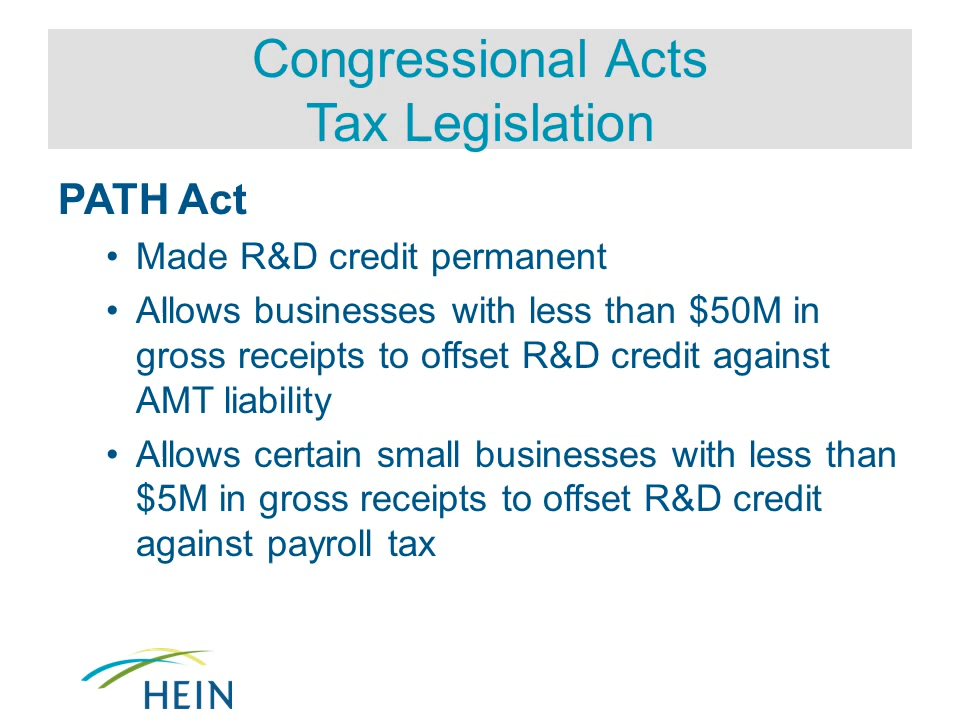 Congressional Acts
Tax Legislation
PATH Act
• Made R&D credit permanent
• Allows businesses with less than $50M in
gross receipts to offset R&D credit against
AMT liability
• Allows certain small businesses with less than
$5M in gross receipts to offset R&D credit
against payroll tax
HEIN